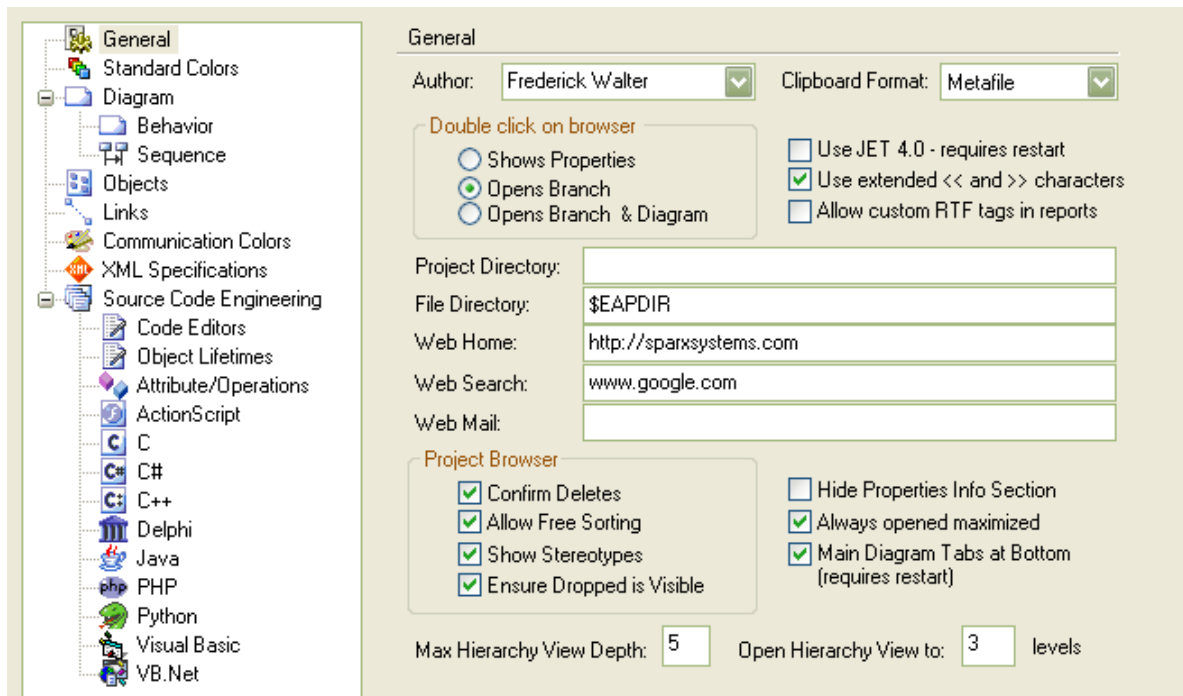 General
Standard Colors
Diagram
Behavior
Sequence
Objects
Links
Communication Colors
XML Specifications
Source Code Engineering
Code Editors
Object Lifetimes
Attribute/Operations
ActionScript
C
C#
C++
Delphi
Java
PHP
Python
Visual Basic
VB.Net
General
Author: Frederick Walter Clipboard Format: Metafile
Double click on browser
Shows Properties
Opens Branch
Opens Branch & Diagram
Use JET 4.0 - requires restart
Use extended << and >> characters
Allow custom RTF tags in reports
Project Directory:
File Directory: $EAPDIR
Web Home: http://sparxsystems.com
Web Search: www.google.com
Web Mail:
Project Browser
Confirm Deletes
Allow Free Sorting
Show Stereotypes
Ensure Dropped is Visible
Hide Properties Info Section
Always opened maximized
Main Diagram Tabs at Bottom
(requires restart)
Max Hierarchy View Depth: 5 Open Hierarchy View to: 3 levels